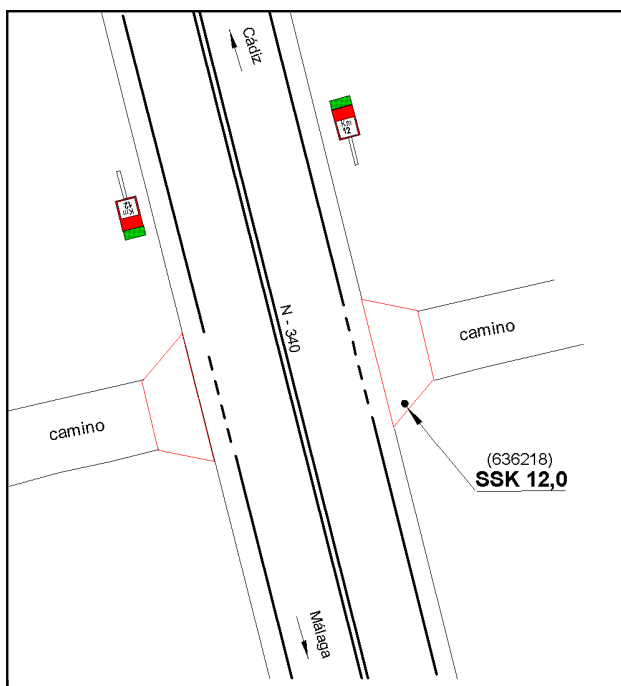 Cádiz
Km
12
Km
12
N - 340
camino
camino
(636218)
SSK 12,0
Málaga